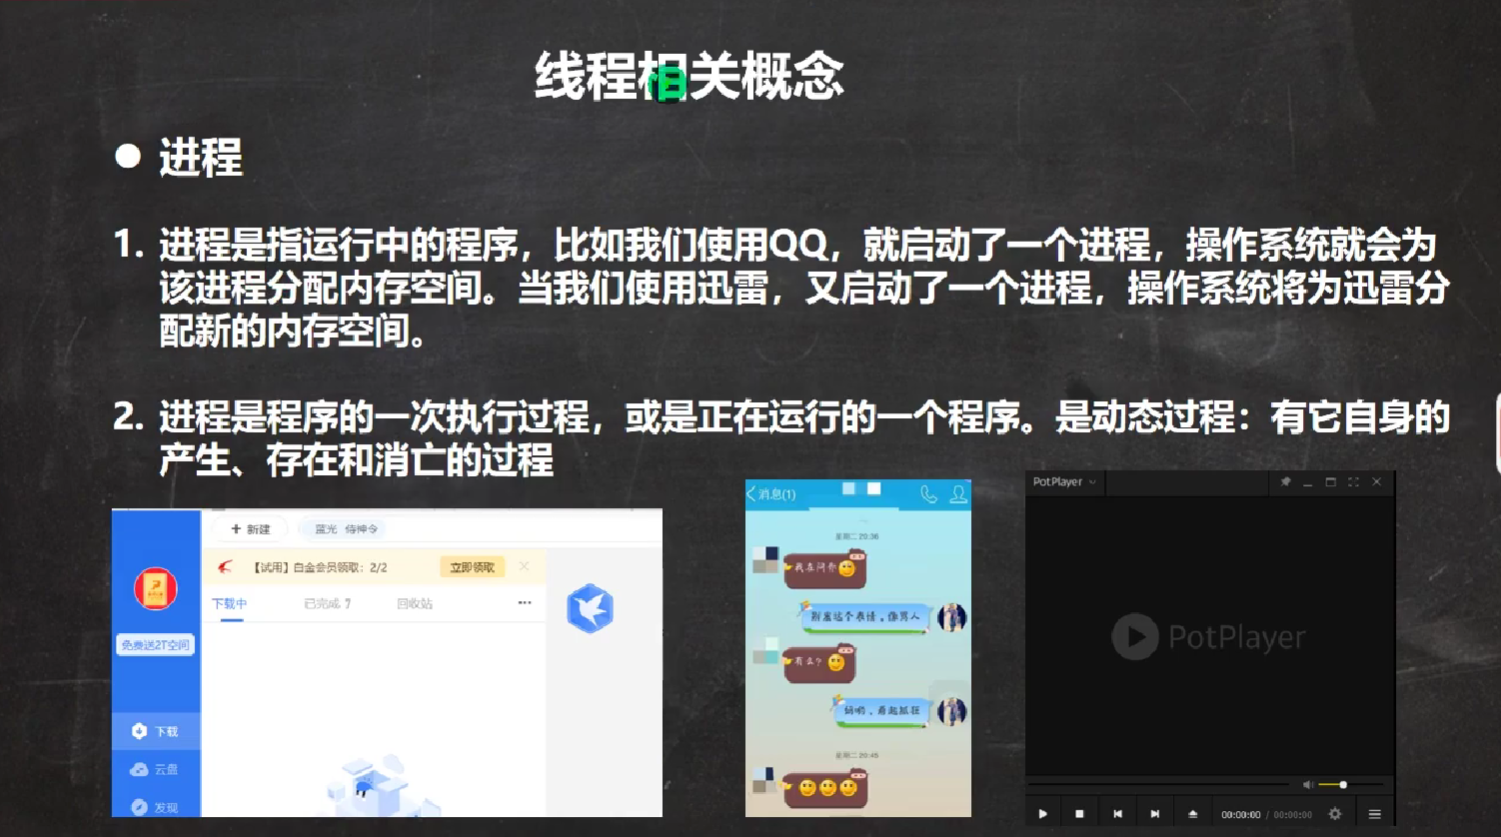 线程相关概念
● 进程
1. 进程是指运行中的程序，比如我们使用QQ，就启动了一个进程，操作系统就会为
该进程分配内存空间。当我们使用迅雷，又启动了一个进程，操作系统将为迅雷分
配新的内存空间。
2. 进程是程序的一次执行过程，或是正在运行的一个程序。是动态过程：有它自身的
产生、存在和消亡的过程
+ 新建
蓝光 侍神令
【试用】白金会员领取：2/2
立即领取
下载中
已完成 7
回收站
免费送2T空间
下载
云盘
发现
消息(1)
星期二 20:36
我在问你
别发这个表情，像骂人
有么？
星期二 20:45
PotPlayer
PotPlayer
00:00:00 / 00:00:00